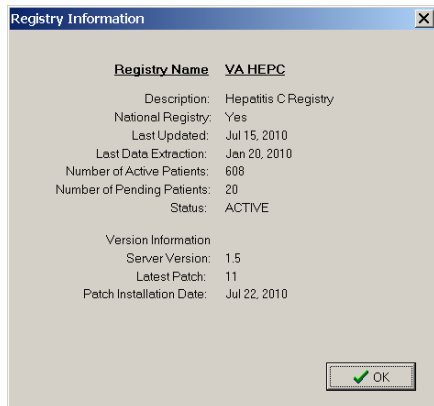 Registry Information
Registry Name VA HEPC
Description: Hepatitis C Registry
National Registry: Yes
Last Updated: Jul 15, 2010
Last Data Extraction: Jan 20, 2010
Number of Active Patients: 608
Number of Pending Patients: 20
Status: ACTIVE
Version Information
Server Version: 1.5
Latest Patch: 11
Patch Installation Date: Jul 22, 2010
OK